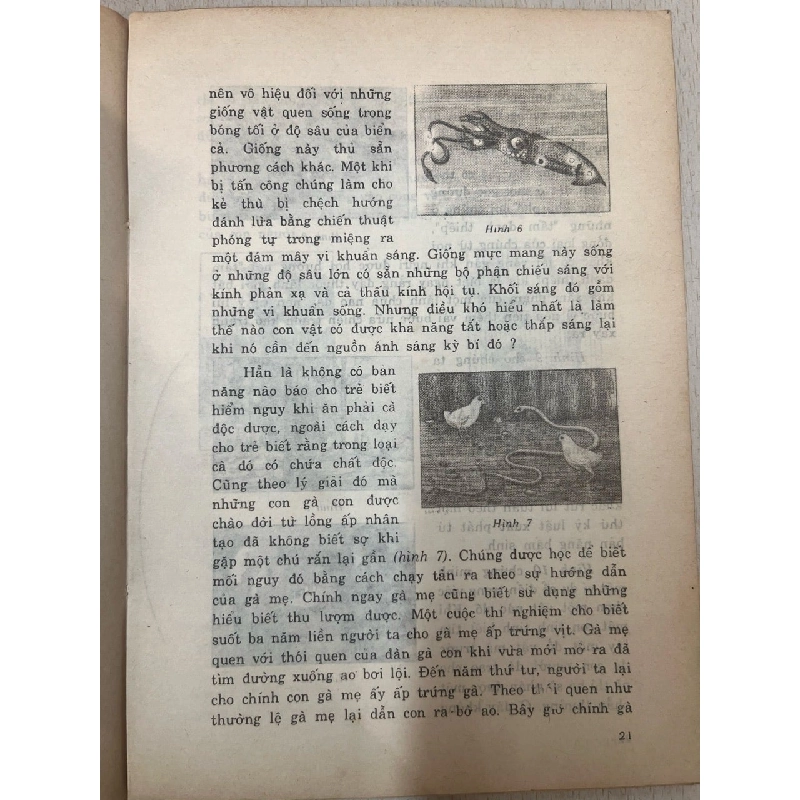 nên vô hiệu đối với những
giống vật quen sống trong
bóng tối ở độ sâu của biển
cả. Giống này thủ sẳn
phương cách khác. Một khi
bị tấn công chúng làm cho
kẻ thù bị chệch hướng
đánh lừa bằng chiến thuật
phóng tự trong miệng ra
một đám mây vi khuẩn sáng. Giống mực mang này sống
ở những độ sâu lớn có sẳn những bộ phận chiếu sáng với
kính phản xạ và cả thấu kính hội tụ. Khối sáng đó gồm
những vi khuẩn sống. Nhưng điều khó hiểu nhất là làm
thế nào con vật có được khả năng tắt hoặc thắp sáng lại
khi nó cần đến nguồn ánh sáng kỳ bí đó ?
Hình 6
Hẳn là không có bản
năng nào báo cho trẻ biết
hiểm nguy khi ăn phải cà
độc dược, ngoài cách dạy
cho trẻ biết rằng trong loại
cà đó có chứa chất độc.
Cũng theo lý giải đó mà
những con gà con được
chào đời từ lồng ấp nhân
tạo đã không biết sợ khi
gặp một chú rắn lại gần (hình 7). Chúng được học để biết
mối nguy đó bằng cách chạy tản ra theo sự hướng dẫn
của gà mẹ. Chính ngay gà mẹ cũng biết sử dụng những
hiểu biết thu lượm được. Một cuộc thí nghiệm cho biết
suốt ba năm liền người ta cho gà mẹ ấp trứng vịt. Gà mẹ
quen với thói quen của đàn gà con khi vừa mới mở ra đã
tìm đường xuống ao bơi lội. Đến năm thứ tư, người ta lại
cho chính con gà mẹ ấy ấp trứng gà. Theo thói quen như
thường lệ gà mẹ lại dẫn con ra bờ ao. Bây giờ chính gà
Hình 7
21